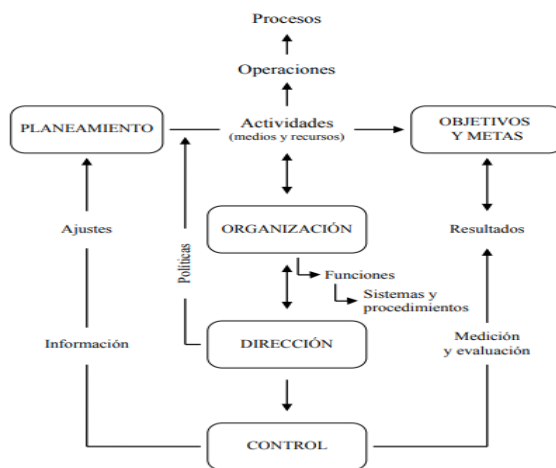 Procesos
Operaciones
PLANEAMIENTO
Actividades
(medios y recursos)
OBJETIVOS
Y METAS
Ajustes
Políticas
ORGANIZACIÓN
Resultados
Funciones
Sistemas y
procedimientos
Información
DIRECCIÓN
Medición
y evaluación
CONTROL